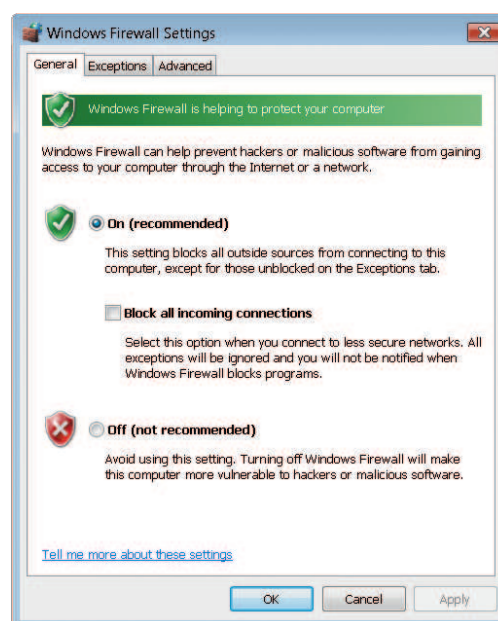 Windows Firewall Settings
General Exceptions Advanced
Windows Firewall is helping to protect your computer
Windows Firewall can help prevent hackers or malicious software from gaining
access to your computer through the Internet or a network.
On (recommended)
This setting blocks all outside sources from connecting to this
computer, except for those unblocked on the Exceptions tab.
Block all incoming connections
Select this option when you connect to less secure networks. All
exceptions will be ignored and you will not be notified when
Windows Firewall blocks programs.
Off (not recommended)
Avoid using this setting. Turning off Windows Firewall will make
this computer more vulnerable to hackers or malicious software.
Tell me more about these settings
OK Cancel Apply